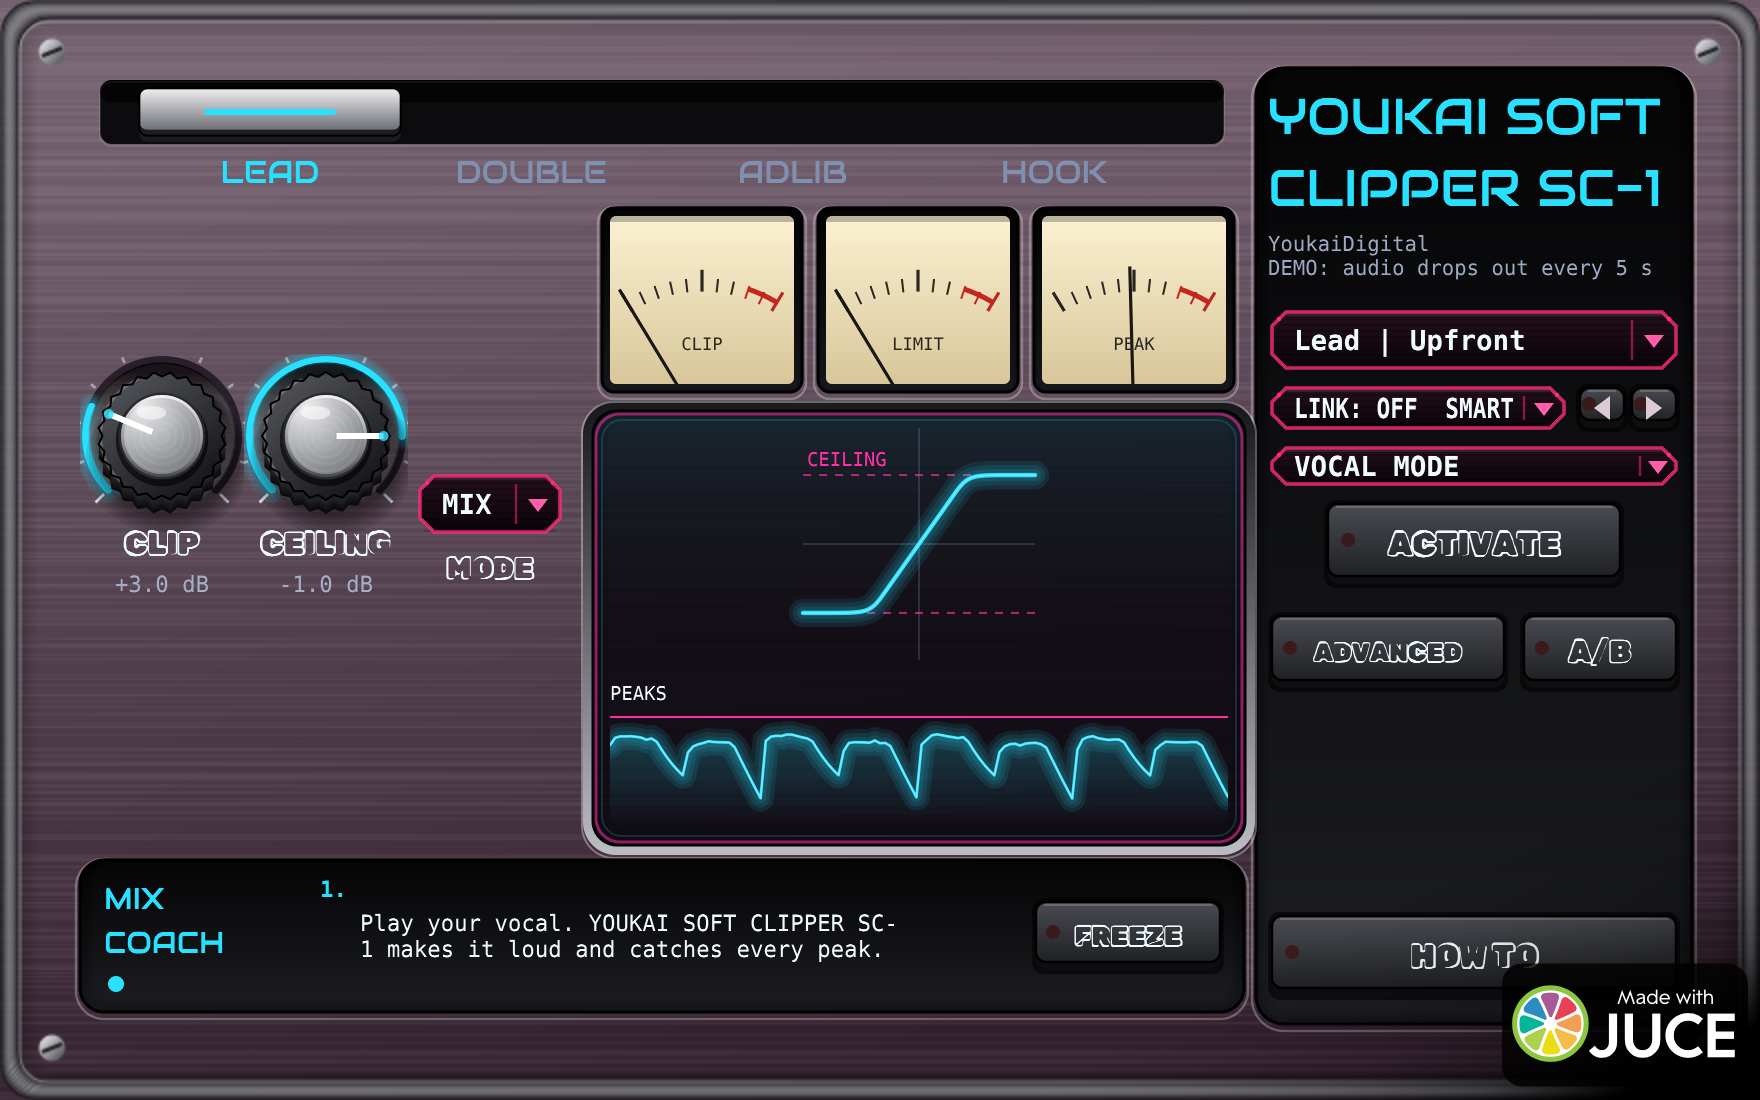 LEAD
DOUBLE
ADLIB
HOOK
CLIP
LIMIT
PEAK
CLIP
+3.0 dB
CEILING
-1.0 dB
MIX
MODE
CEILING
PEAKS
YOUKAI SOFT
CLIPPER SC-1
YoukaiDigital
DEMO: audio drops out every 5 s
Lead | Upfront
LINK: OFF SMART
VOCAL MODE
ACTIVATE
ADVANCED
A/B
HOW TO
MIX
COACH
1.
Play your vocal. YOUKAI SOFT CLIPPER SC-
1 makes it loud and catches every peak.
FREEZE
Made with
JUCE